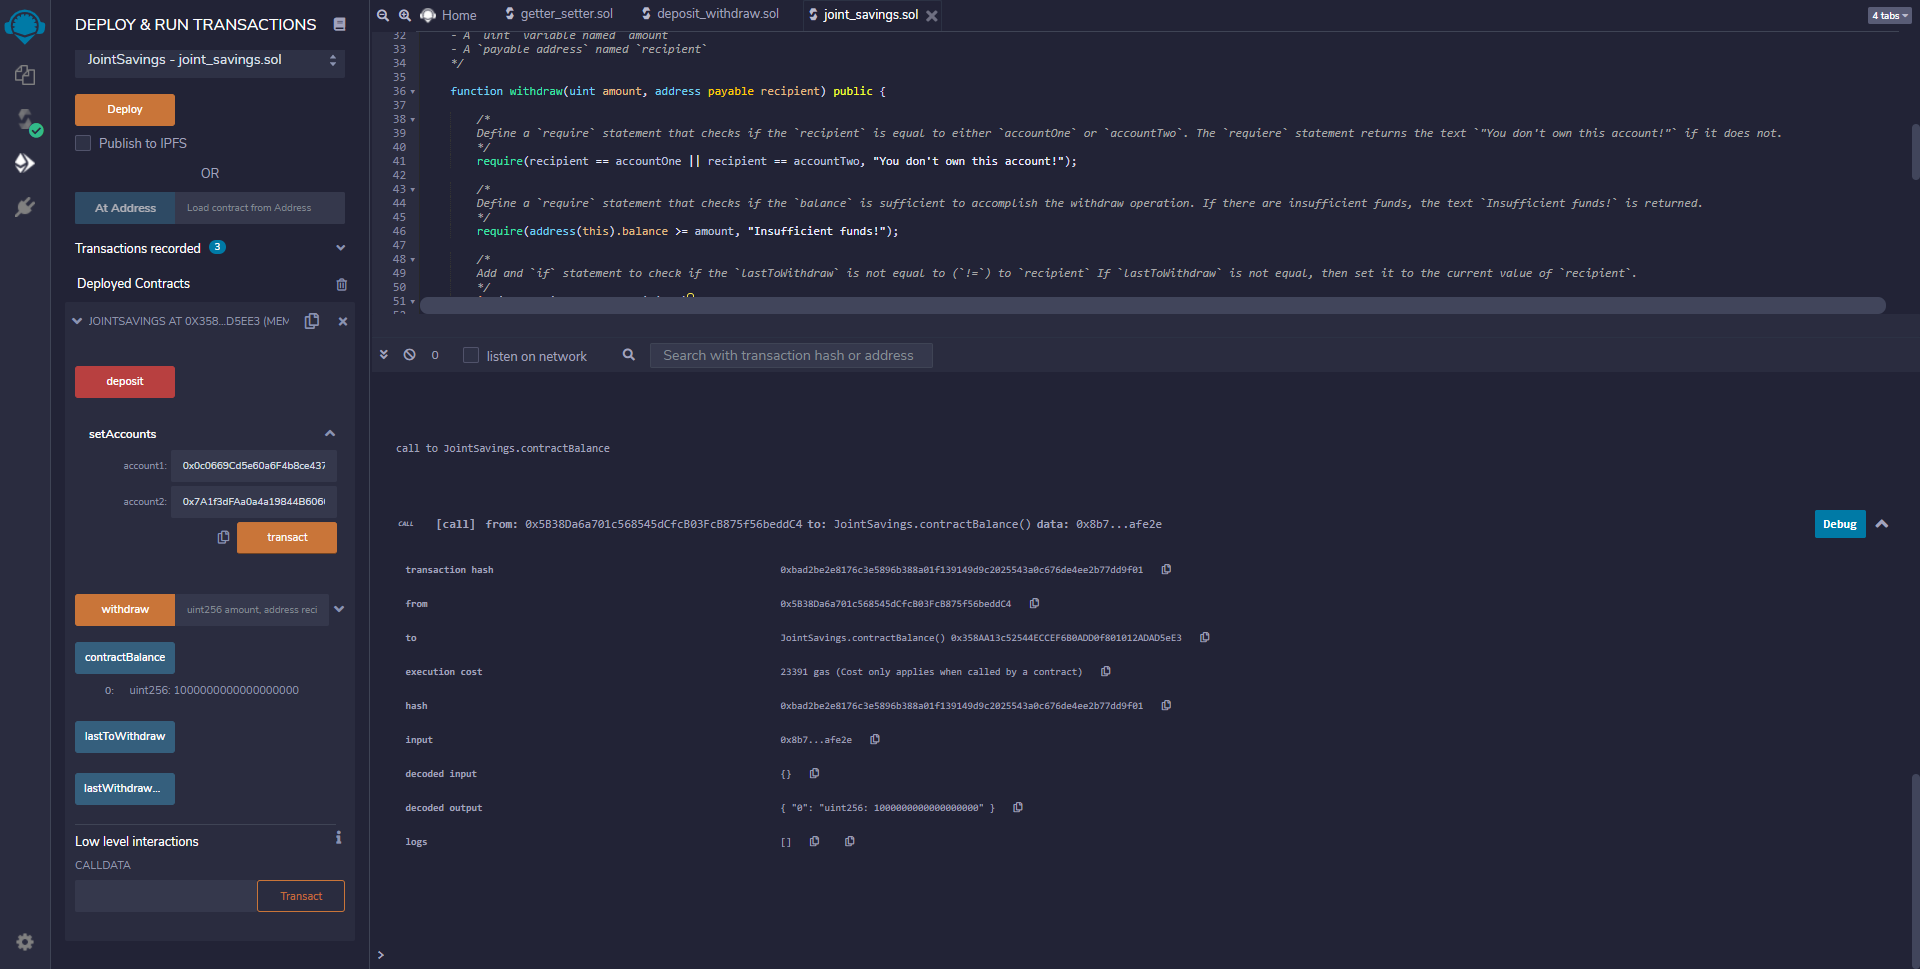 DEPLOY & RUN TRANSACTIONS
JointSavings - joint_savings.sol
Deploy
Publish to IPFS
OR
At Address
Load contract from Address
Transactions recorded 3
Deployed Contracts
JOINTSAVINGS AT 0X358...D5EE3 (MEM
deposit
setAccounts
account1: 0x0c0669Cd5e60a6F4b8ce437
account2: 0x7A1f3dFAa0a4a19844B606
transact
withdraw
uint256 amount, address reci
contractBalance
0: uint256: 1000000000000000000
lastToWithdraw
lastWithdraw...
Low level interactions
CALLDATA
Transact
Home
getter_setter.sol
deposit_withdraw.sol
joint_savings.sol
4 tabs
32 - A `uint` variable named `amount`
33 - A `payable address` named `recipient`
34 */
35
36 function withdraw(uint amount, address payable recipient) public {
37
38 /*
39 Define a `require` statement that checks if the `recipient` is equal to either `accountOne` or `accountTwo`. The `requiere` statement returns the text `"You don't own this account!"` if it does not.
40 */
41 require(recipient == accountOne || recipient == accountTwo, "You don't own this account!");
42
43 /*
44 Define a `require` statement that checks if the `balance` is sufficient to accomplish the withdraw operation. If there are insufficient funds, the text `Insufficient funds!` is returned.
45 */
46 require(address(this).balance >= amount, "Insufficient funds!");
47
48 /*
49 Add and `if` statement to check if the `lastToWithdraw` is not equal to (`!=`) to `recipient` If `lastToWithdraw` is not equal, then set it to the current value of `recipient`.
50 */
51
0
listen on network
Search with transaction hash or address
call to JointSavings.contractBalance
CALL [call] from: 0x5B38Da6a701c568545dCfcB03FcB875f56beddC4 to: JointSavings.contractBalance() data: 0x8b7...afe2e
Debug
transaction hash 0xbad2be2e8176c3e5896b388a01f139149d9c2025543a0c676de4ee2b77dd9f01
from 0x5B38Da6a701c568545dCfcB03FcB875f56beddC4
to JointSavings.contractBalance() 0x358AA13c52544ECCEF6B0ADD0f801012ADAD5eE3
execution cost 23391 gas (Cost only applies when called by a contract)
hash 0xbad2be2e8176c3e5896b388a01f139149d9c2025543a0c676de4ee2b77dd9f01
input 0x8b7...afe2e
decoded input {}
decoded output { "0": "uint256: 1000000000000000000" }
logs []
>